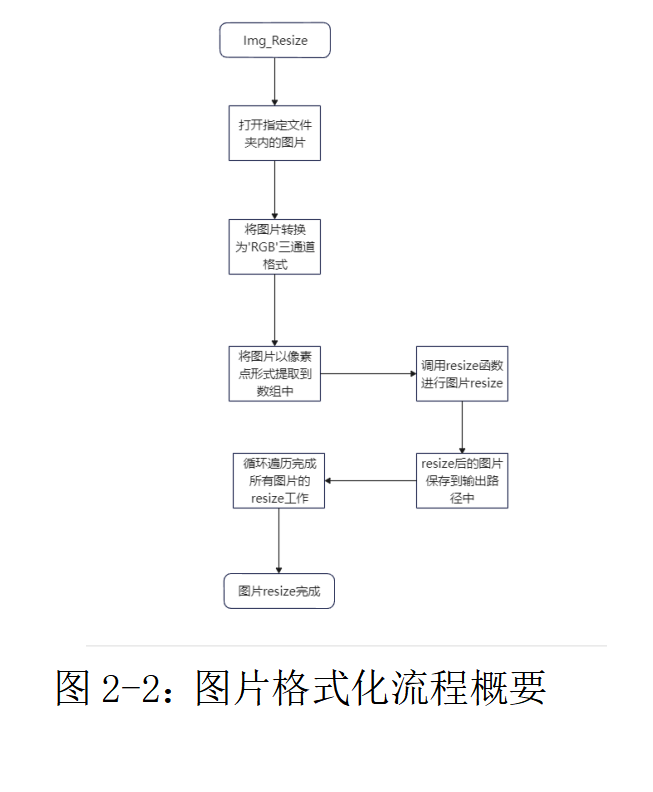 Img_Resize
打开指定文件
夹内的图片
将图片转换
为'RGB'三通道
格式
将图片以像素
点形式提取到
数组中
调用resize函数
进行图片resize
resize后的图片
保存到输出路
径中
循环遍历完成
所有图片的
resize工作
图片resize完成
图 2-2：图片格式化流程概要